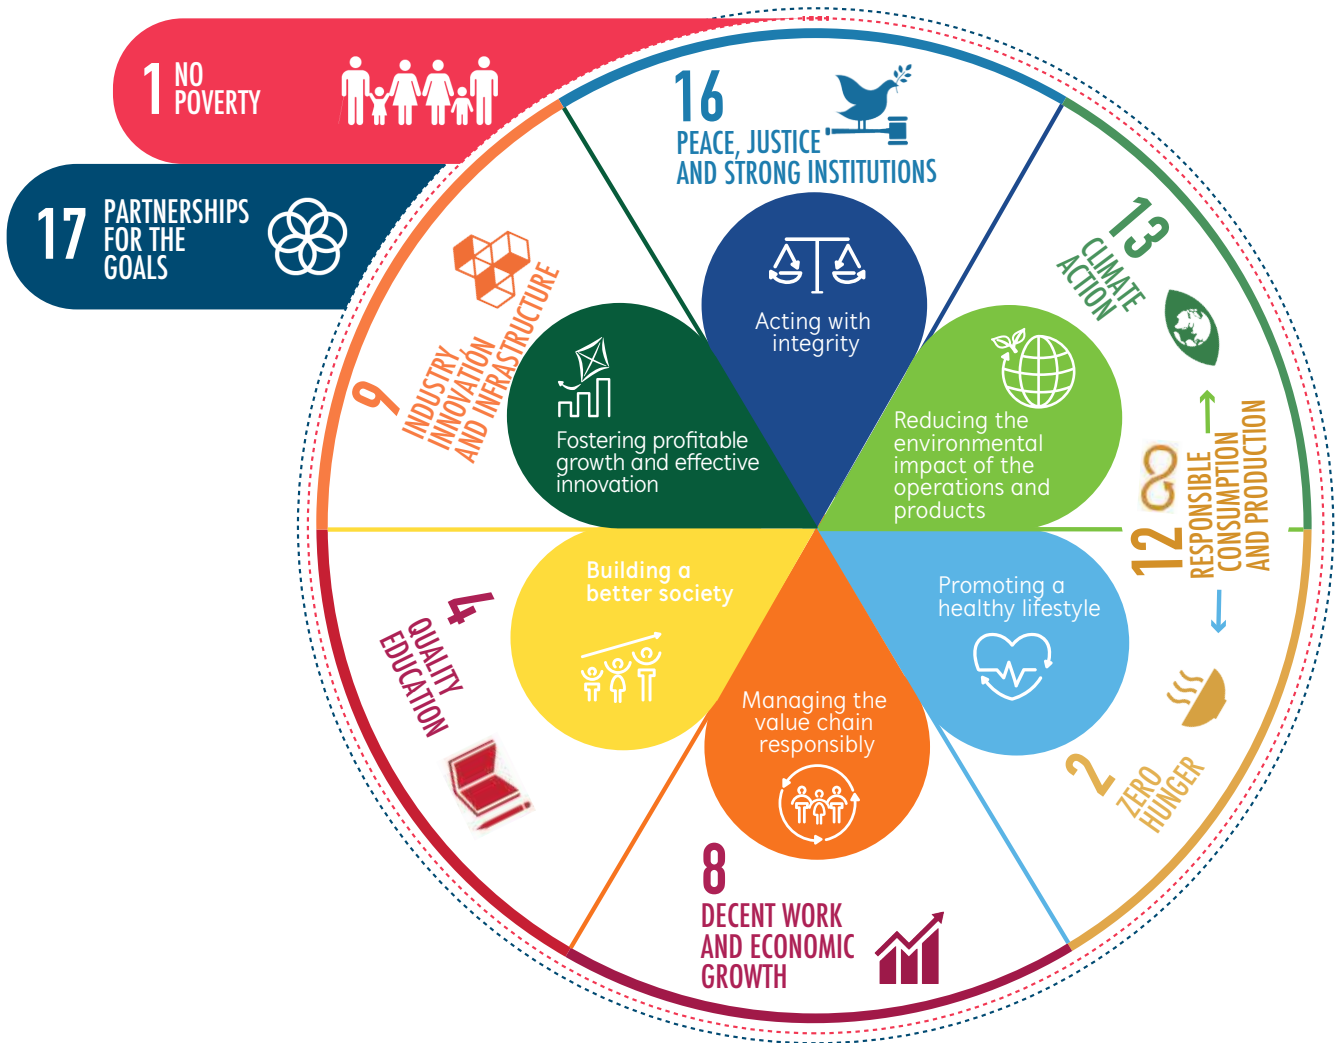 1 NO
POVERTY
17 PARTNERSHIPS
FOR THE
GOALS
16
PEACE, JUSTICE
AND STRONG INSTITUTIONS
13
CLIMATE
ACTION
12
RESPONSIBLE
CONSUMPTION
AND PRODUCTION
2
ZERO
HUNGER
8
DECENT WORK
AND ECONOMIC
GROWTH
4
QUALITY
EDUCATION
9
INDUSTRY
INNOVATIÓN
AND INFRASTRUCTURE
Acting with
integrity
Reducing the
environmental
impact of the
operations and
products
Promoting a
healthy lifestyle
Managing the
value chain
responsibly
Building a
better society
Fostering profitable
growth and effective
innovation